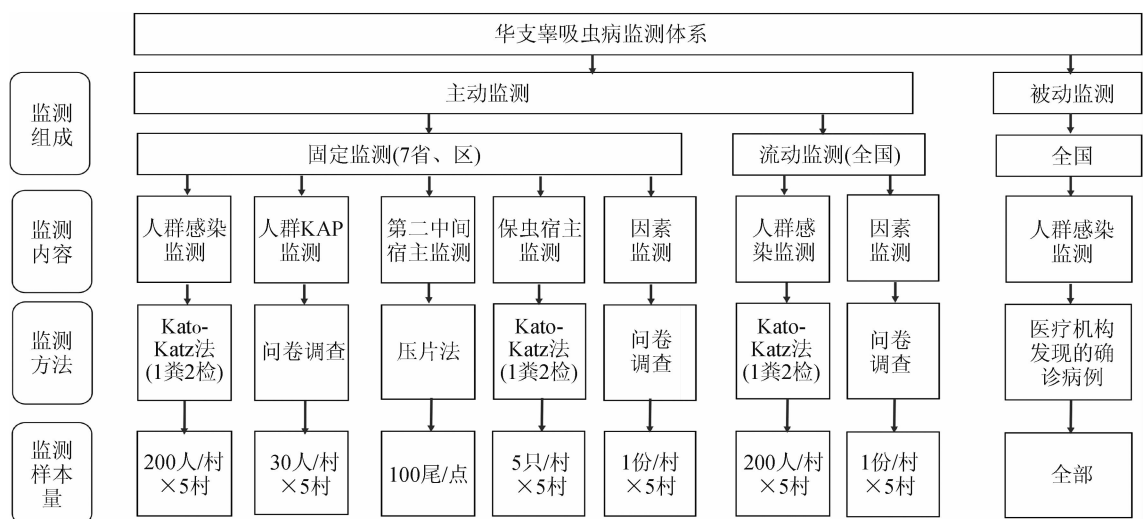 华支睾吸虫病监测体系
监测
组成
主动监测
被动监测
固定监测(7省、区)
流动监测(全国)
全国
监测
内容
人群感染
监测
人群KAP
监测
第二中间
宿主监测
保虫宿主
监测
因素
监测
人群感
染监测
因素
监测
人群感染
监测
监测
方法
Kato-
Katz法
(1粪2检)
问卷调查
压片法
Kato-
Katz法
(1粪2检)
问卷
调查
Kato-
Katz法
(1粪2检)
问卷
调查
医疗机构
发现的确
诊病例
监测
样本
量
200人/村
×5村
30人/村
×5村
100尾/点
5只/村
×5村
1份/村
×5村
200人/村
×5村
1份/村
×5村
全部